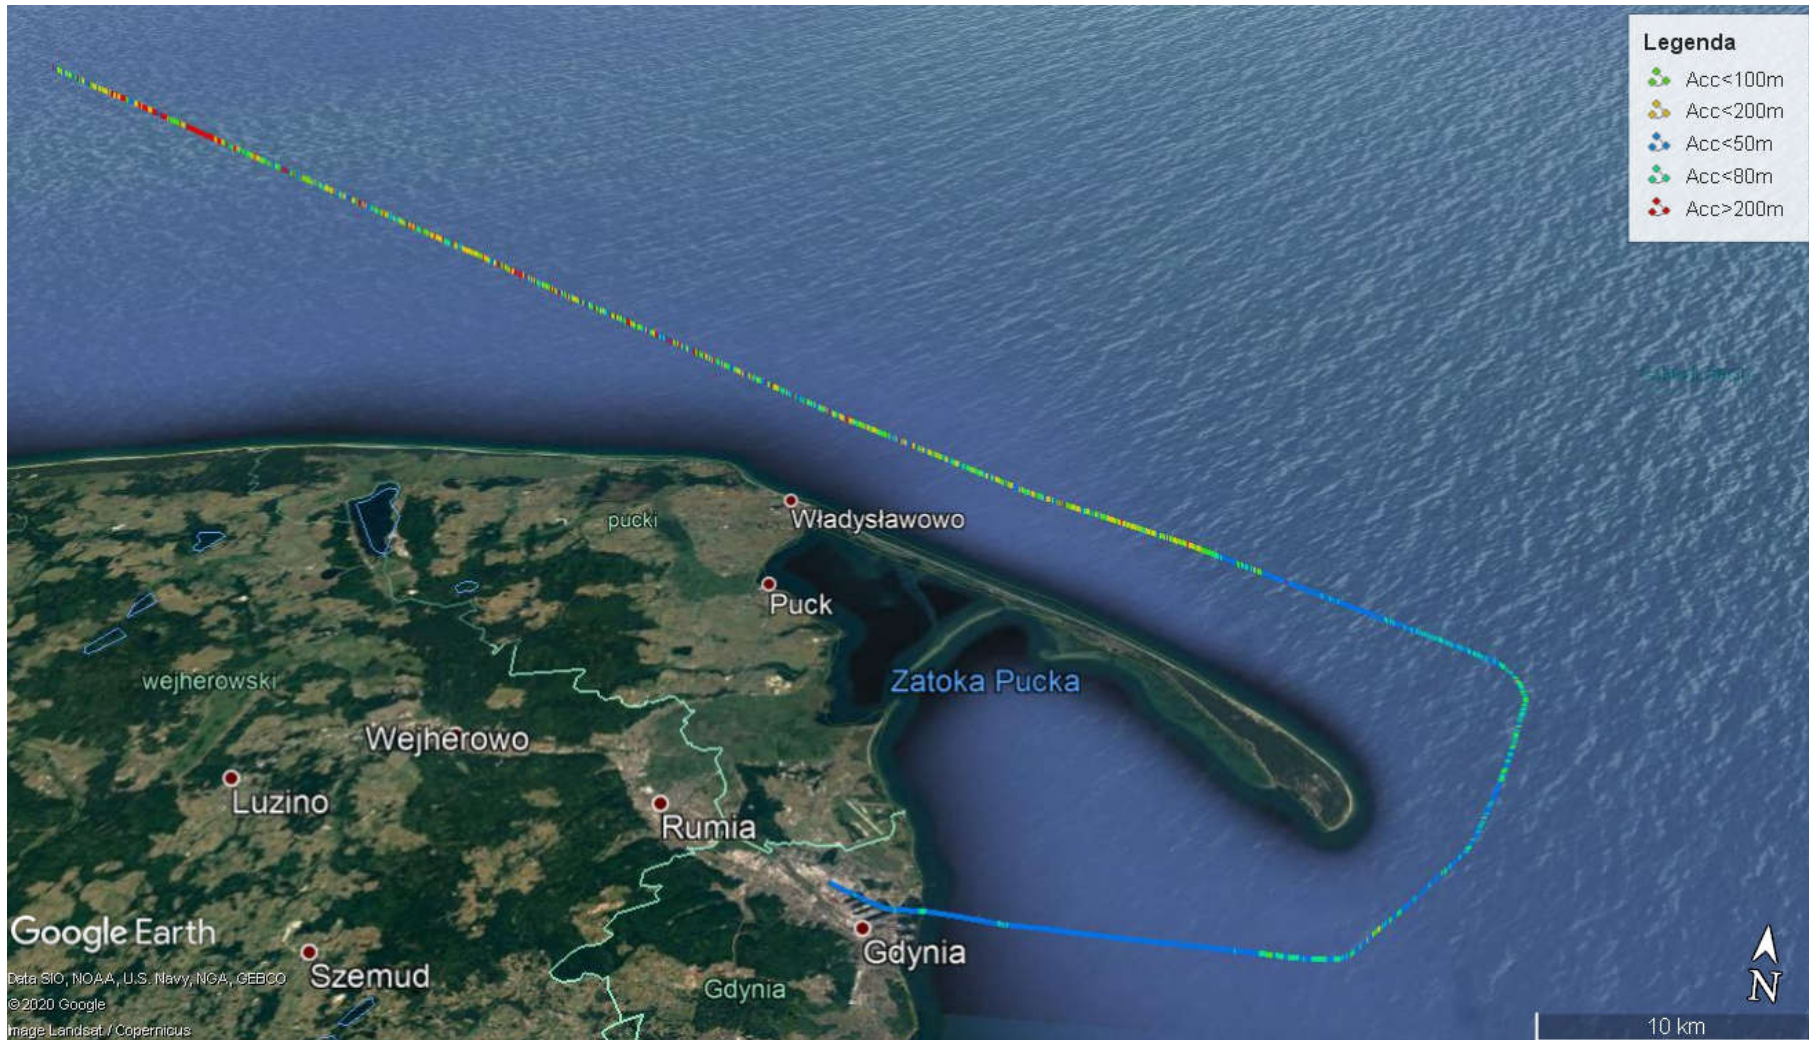 Legenda
Acc<100m
Acc<200m
Acc<50m
Acc<80m
Acc>200m
Władysławowo
pucki
Puck
Zatoka Pucka
wejherowski
Wejherowo
Luzino
Rumia
Google Earth
Gdynia
Szemud
Gdynia
Data SIO, NOAA, U.S. Navy, NGA, GEBCO
© 2020 Google
Image Landsat / Copernicus
N
10 km